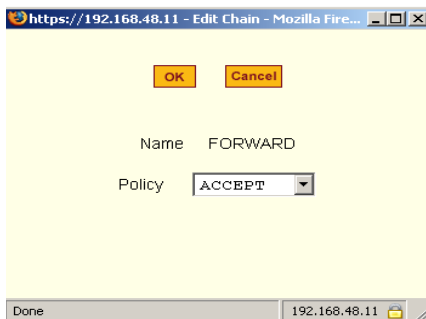 https://192.168.48.11 - Edit Chain - Mozilla Fire...
OK Cancel
Name FORWARD
Policy ACCEPT
Done 192.168.48.11